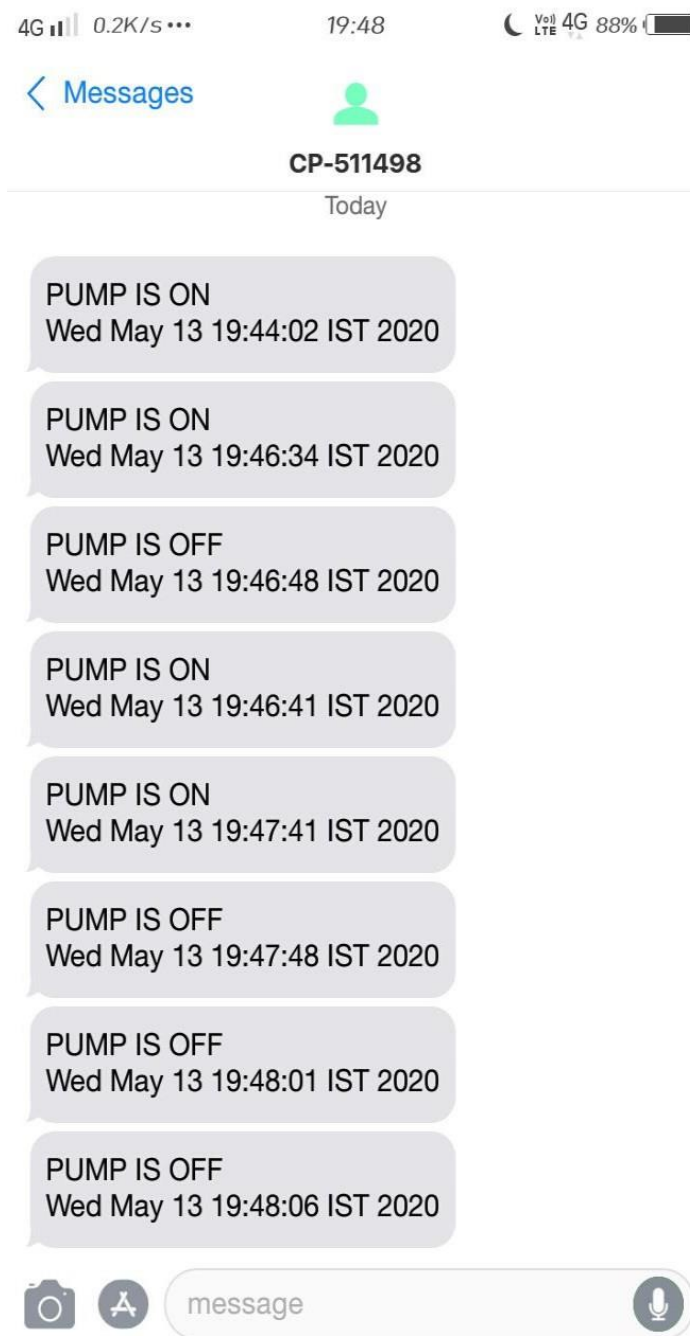 4G 0.2K/s ••• 19:48 Vo)) LTE 4G 88%
Messages
CP-511498
Today
PUMP IS ON
Wed May 13 19:44:02 IST 2020
PUMP IS ON
Wed May 13 19:46:34 IST 2020
PUMP IS OFF
Wed May 13 19:46:48 IST 2020
PUMP IS ON
Wed May 13 19:46:41 IST 2020
PUMP IS ON
Wed May 13 19:47:41 IST 2020
PUMP IS OFF
Wed May 13 19:47:48 IST 2020
PUMP IS OFF
Wed May 13 19:48:01 IST 2020
PUMP IS OFF
Wed May 13 19:48:06 IST 2020
message